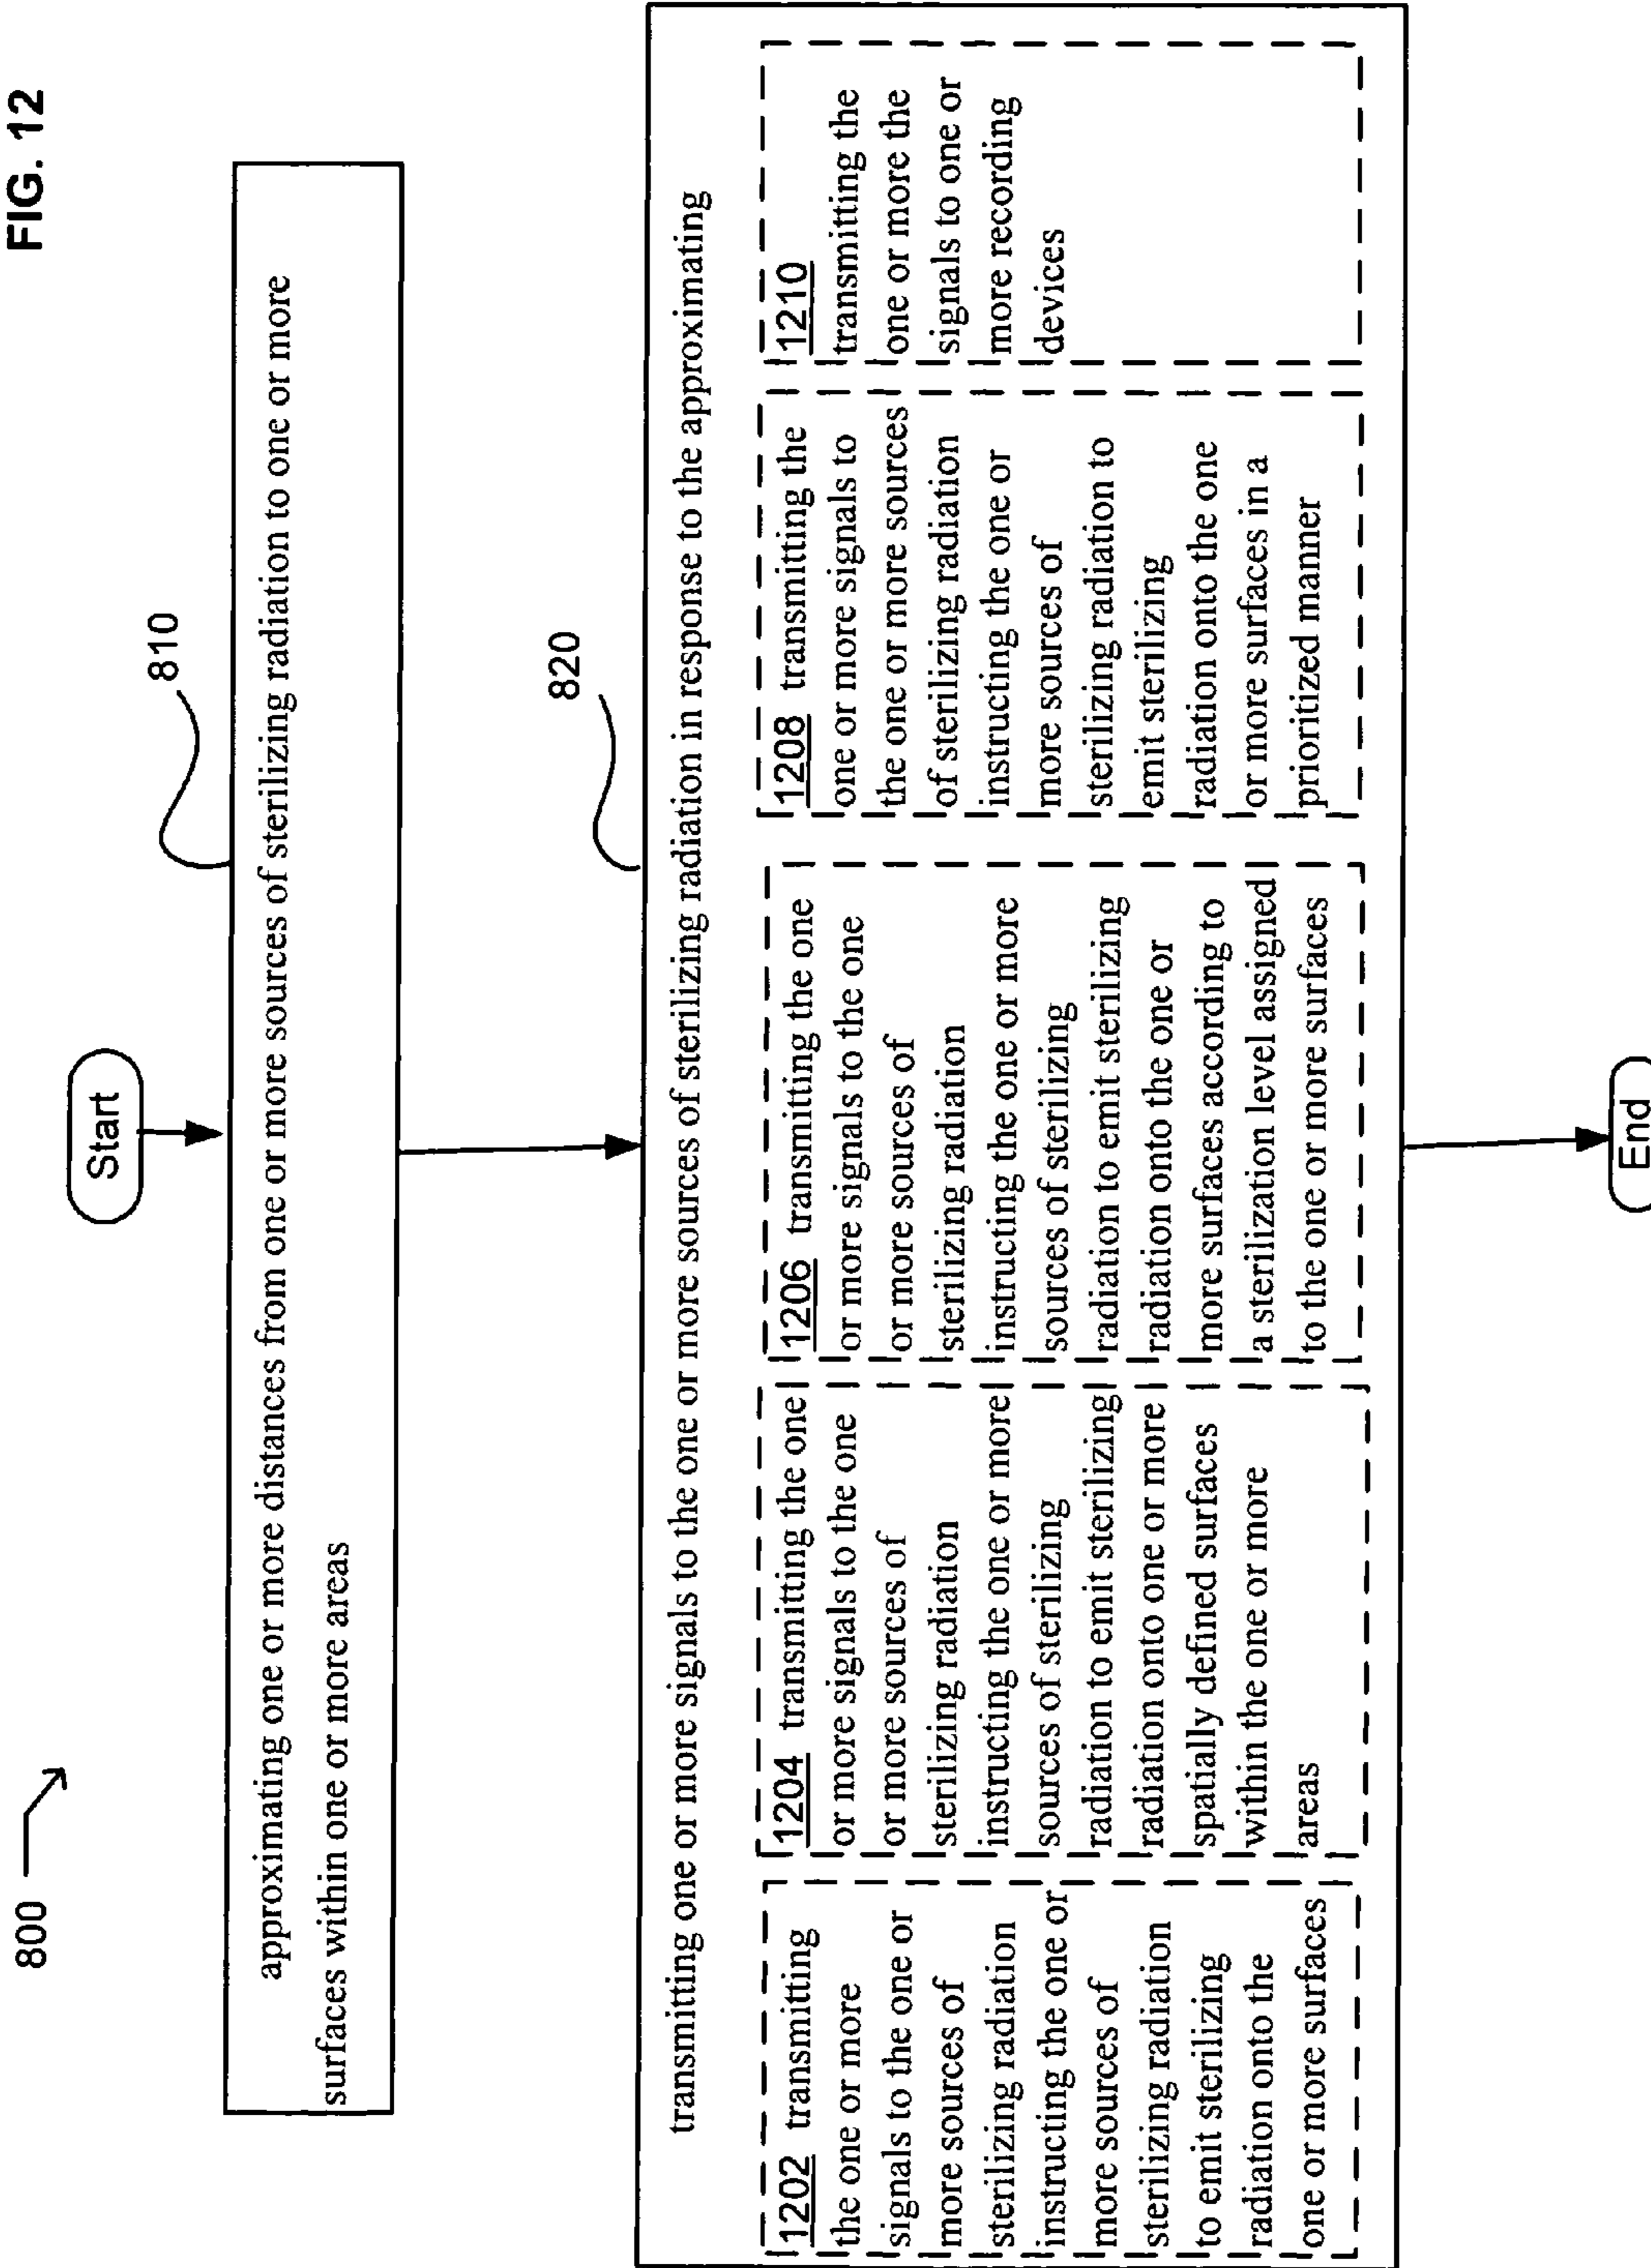 FIG. 12
800
Start
810
approximating one or more distances from one or more sources of sterilizing radiation to one or more
surfaces within one or more areas
820
transmitting one or more signals to the one or more sources of sterilizing radiation in response to the approximating
1202 transmitting
the one or more
signals to the one or
more sources of
sterilizing radiation
instructing the one or
more sources of
sterilizing radiation
to emit sterilizing
radiation onto the
one or more surfaces
1204 transmitting the one
or more signals to the one
or more sources of
sterilizing radiation
instructing the one or more
sources of sterilizing
radiation to emit sterilizing
radiation onto one or more
spatially defined surfaces
within the one or more
areas
1206 transmitting the one
or more signals to the one
or more sources of
sterilizing radiation
instructing the one or more
sources of sterilizing
radiation to emit sterilizing
radiation onto the one or
more surfaces according to
a sterilization level assigned
to the one or more surfaces
1208 transmitting the
one or more signals to
the one or more sources
of sterilizing radiation
instructing the one or
more sources of
sterilizing radiation to
emit sterilizing
radiation onto the one
or more surfaces in a
prioritized manner
1210
transmitting the
one or more the
signals to one or
more recording
devices
End